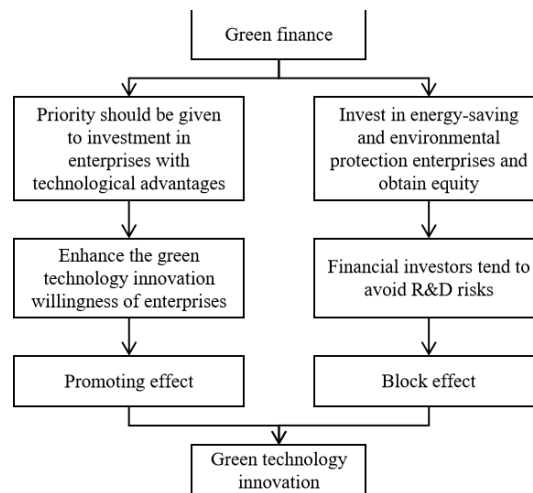 Green finance
Priority should be given
to investment in
enterprises with
technological advantages
Invest in energy-saving
and environmental
protection enterprises and
obtain equity
Enhance the green
technology innovation
willingness of enterprises
Financial investors tend to
avoid R&D risks
Promoting effect
Block effect
Green technology
innovation